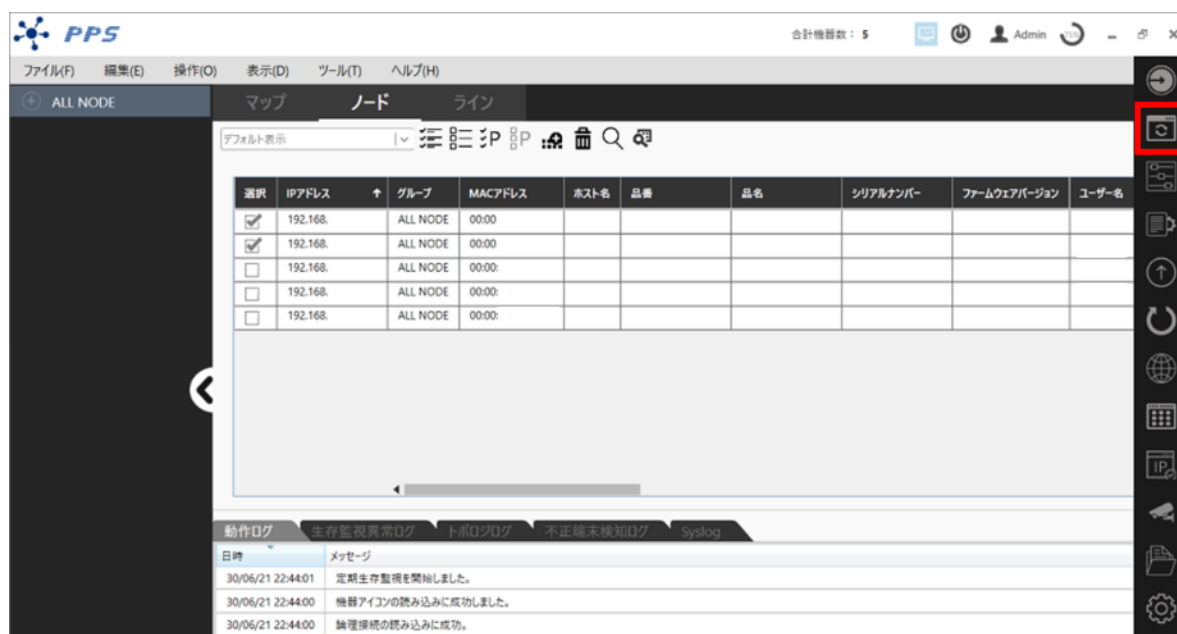 PPS 合計機器数: 5 Admin 75%
ファイル(F) 編集(E) 操作(O) 表示(D) ツール(T) ヘルプ(H)
ALL NODE マップ ノード ライン
デフォルト表示 P P
選択 IPアドレス ↑ グループ MACアドレス ホスト名 品番 品名 シリアルナンバー ファームウェアバージョン ユーザー名
192.168. ALL NODE 00:00
192.168. ALL NODE 00:00
192.168. ALL NODE 00:00:
192.168. ALL NODE 00:00:
192.168. ALL NODE 00:00:
IP
動作ログ 生存監視異常ログ トポロジログ 不正端末検知ログ Syslog
日時 メッセージ
30/06/21 22:44:01 定期生存監視を開始しました。
30/06/21 22:44:00 機器アイコンの読み込みに成功しました。
30/06/21 22:44:00 論理接続の読み込みに成功。